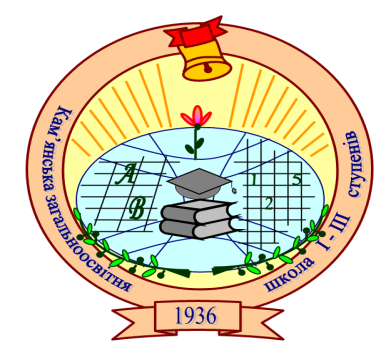 Кам'янська загальноосвітня
школа І - ІІІ ступенів
A
B
1 5
2
1936